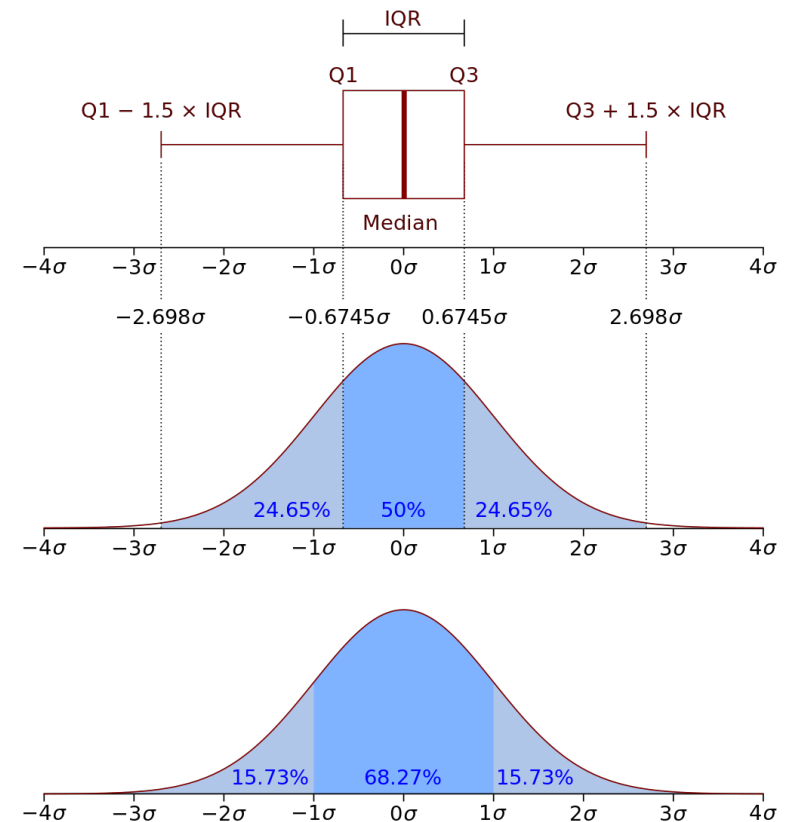 IQR
Q1 Q3
Q1 − 1.5 × IQR Q3 + 1.5 × IQR
Median
−4σ −3σ −2σ −1σ 0σ 1σ 2σ 3σ 4σ
−2.698σ −0.6745σ 0.6745σ 2.698σ
24.65% 50% 24.65%
−4σ −3σ −2σ −1σ 0σ 1σ 2σ 3σ 4σ
15.73% 68.27% 15.73%
−4σ −3σ −2σ −1σ 0σ 1σ 2σ 3σ 4σ